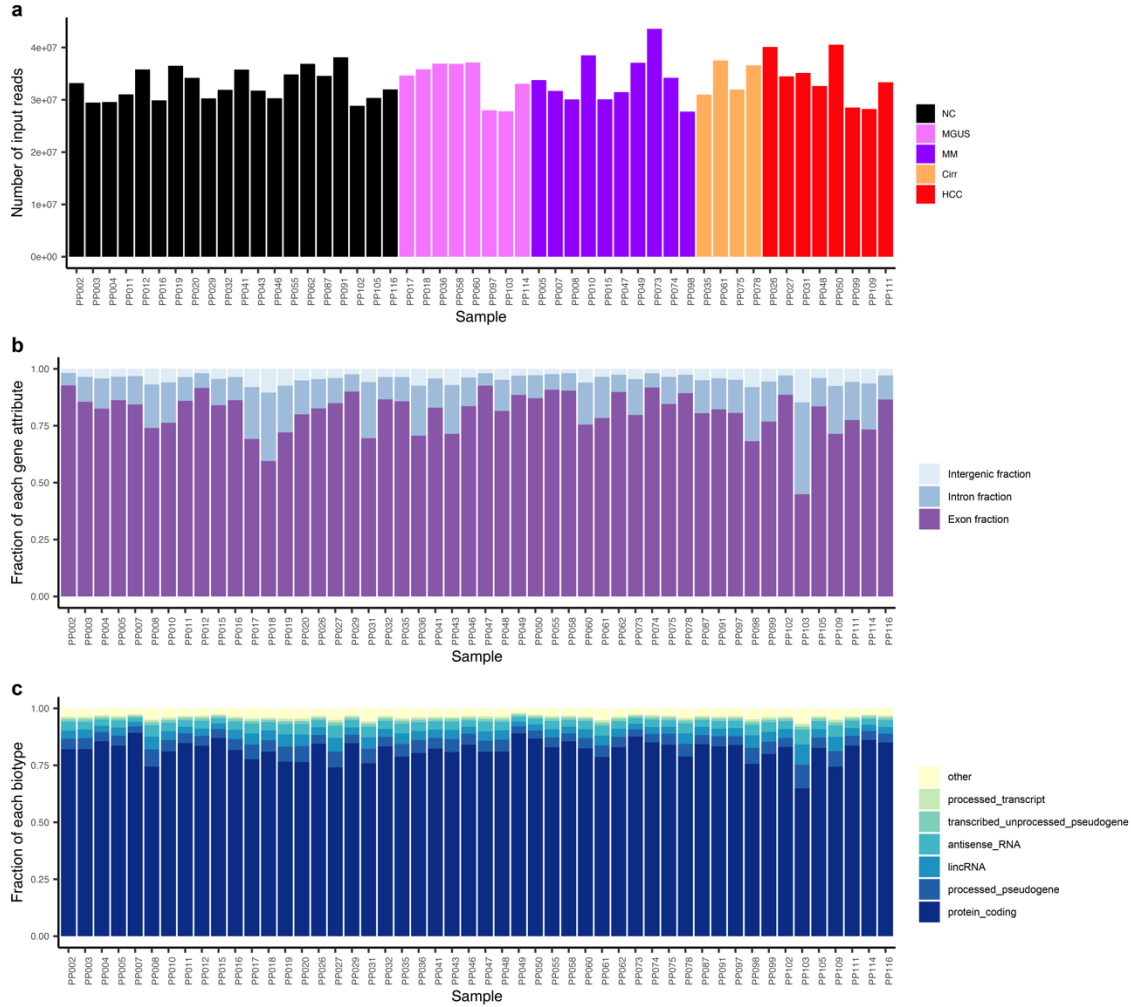 a
Number of input reads
4e+07
3e+07
2e+07
1e+07
0e+00
PP002 PP003 PP004 PP011 PP012 PP016 PP019 PP020 PP029 PP032 PP041 PP043 PP046 PP055 PP062 PP087 PP091 PP102 PP105 PP116 PP017 PP018 PP036 PP058 PP060 PP097 PP103 PP114 PP005 PP007 PP008 PP010 PP015 PP047 PP049 PP073 PP074 PP098 PP035 PP061 PP075 PP078 PP026 PP027 PP031 PP048 PP050 PP099 PP109 PP111
Sample
NC
MGUS
MM
Cirr
HCC
b
Fraction of each gene attribute
1.00
0.75
0.50
0.25
0.00
PP002 PP003 PP004 PP005 PP007 PP008 PP010 PP011 PP012 PP015 PP016 PP017 PP018 PP019 PP020 PP026 PP027 PP029 PP031 PP032 PP035 PP036 PP041 PP043 PP046 PP047 PP048 PP049 PP050 PP055 PP058 PP060 PP061 PP062 PP073 PP074 PP075 PP078 PP087 PP091 PP097 PP098 PP099 PP102 PP103 PP105 PP109 PP111 PP114 PP116
Sample
Intergenic fraction
Intron fraction
Exon fraction
c
Fraction of each biotype
1.00
0.75
0.50
0.25
0.00
PP002 PP003 PP004 PP005 PP007 PP008 PP010 PP011 PP012 PP015 PP016 PP017 PP018 PP019 PP020 PP026 PP027 PP029 PP031 PP032 PP035 PP036 PP041 PP043 PP046 PP047 PP048 PP049 PP050 PP055 PP058 PP060 PP061 PP062 PP073 PP074 PP075 PP078 PP087 PP091 PP097 PP098 PP099 PP102 PP103 PP105 PP109 PP111 PP114 PP116
Sample
other
processed_transcript
transcribed_unprocessed_pseudogene
antisense_RNA
lincRNA
processed_pseudogene
protein_coding